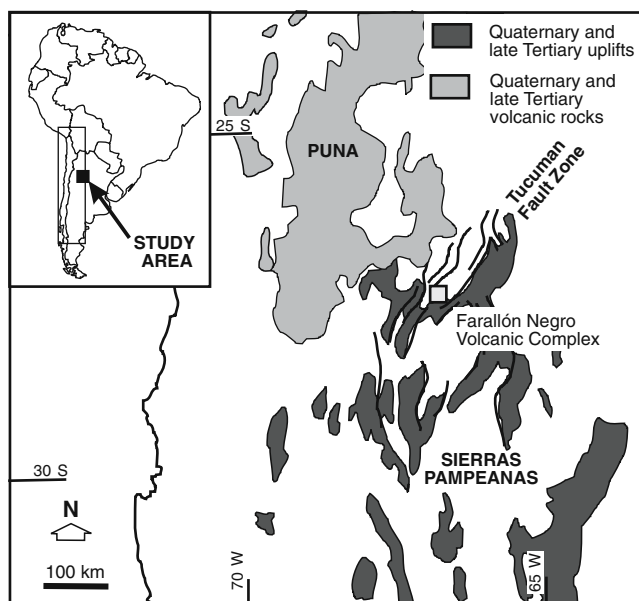 Quaternary and
late Tertiary uplifts
Quaternary and
late Tertiary
volcanic rocks
25 S
PUNA
Tucuman
Fault Zone
STUDY
AREA
Farallón Negro
Volcanic Complex
30 S
SIERRAS
PAMPEANAS
N
100 km
70 W
65 W